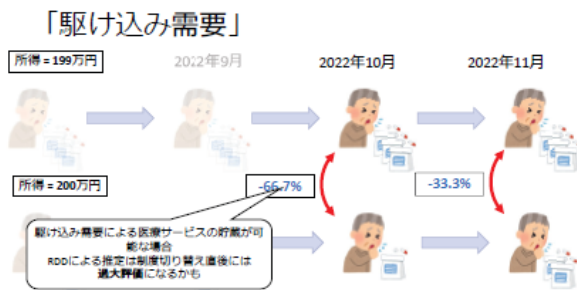 「駆け込み需要」
所得 = 199万円
2022年9月
2022年10月
2022年11月
所得 = 200万円
-66.7%
-33.3%
駆け込み需要による医療サービスの貯蔵が可
能な場合
RDDによる推定は制度切り替え直後には
過大評価になるかも